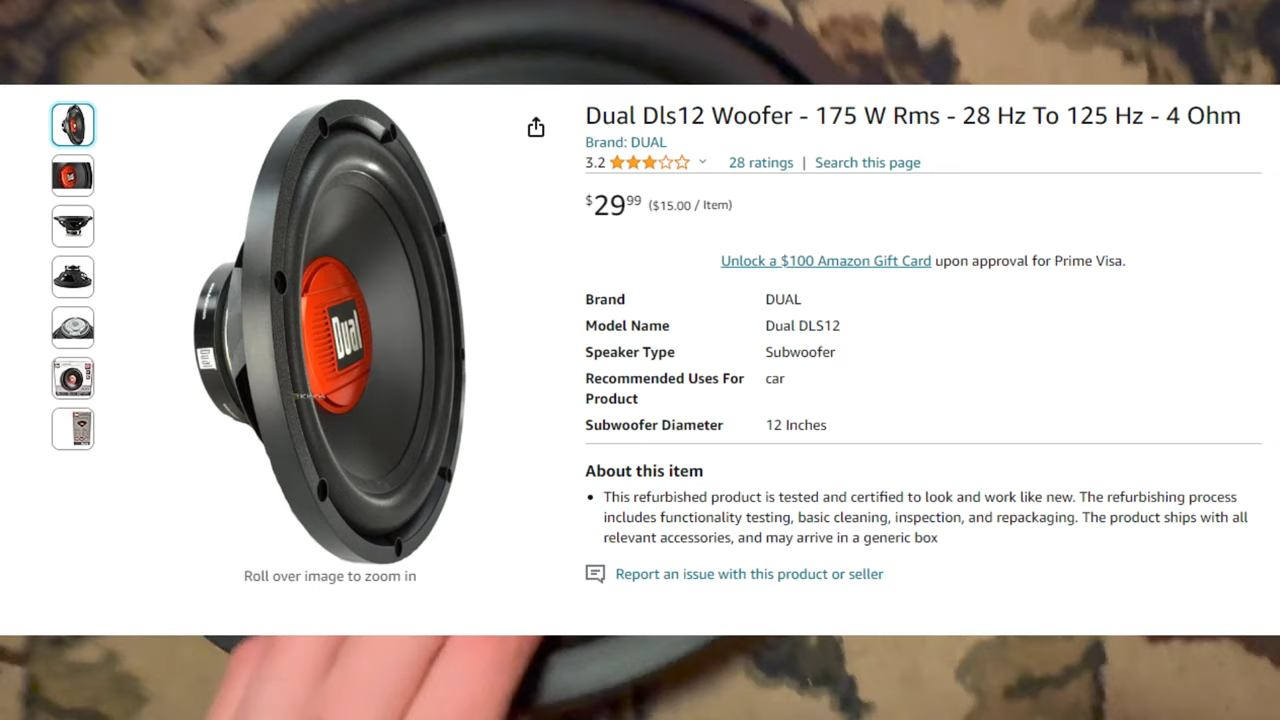 Dual Dls12 Woofer - 175 W Rms - 28 Hz To 125 Hz - 4 Ohm
Brand: DUAL
3.2 28 ratings | Search this page
$29.99 ($15.00 / Item)
Unlock a $100 Amazon Gift Card upon approval for Prime Visa.
Brand DUAL
Model Name Dual DLS12
Speaker Type Subwoofer
Recommended Uses For car
Product
Subwoofer Diameter 12 Inches
About this item
• This refurbished product is tested and certified to look and work like new. The refurbishing process
includes functionality testing, basic cleaning, inspection, and repackaging. The product ships with all
relevant accessories, and may arrive in a generic box
Report an issue with this product or seller
Dual
Roll over image to zoom in